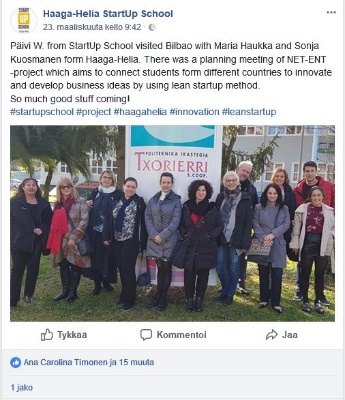 START
UP
SCHOOL
Haaga-Helia StartUp School
23. maaliskuuta kello 9:42 ·
Päivi W. from StartUp School visited Bilbao with Maria Haukka and Sonja
Kuosmanen form Haaga-Helia. There was a planning meeting of NET-ENT
-project which aims to connect students form different countries to innovate
and develop business ideas by using lean startup method.
So much good stuff coming!
#startupschool #project #haagahelia #innovation #leanstartup
POLITEKNIKA IKASTEGIA
TXORIERRI
S.COOP.
Tykkää
Kommentoi
Jaa
Ana Carolina Timonen ja 15 muuta
1 jako